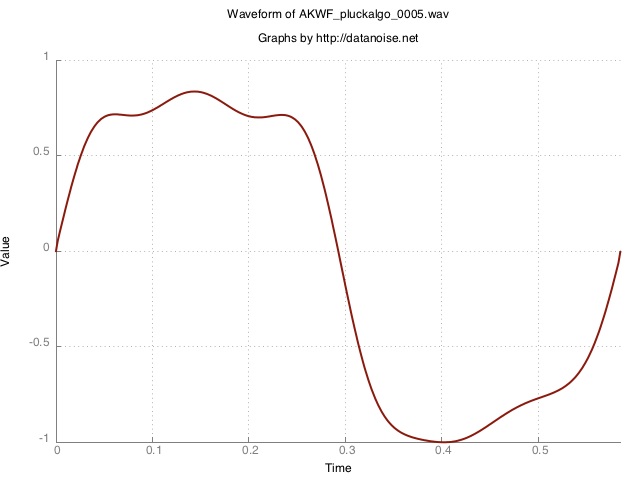 Waveform of AKWF_pluckalgo_0005.wav
Graphs by http://datanoise.net
1
0.5
0
-0.5
-1
Value
0
0.1
0.2
0.3
0.4
0.5
Time